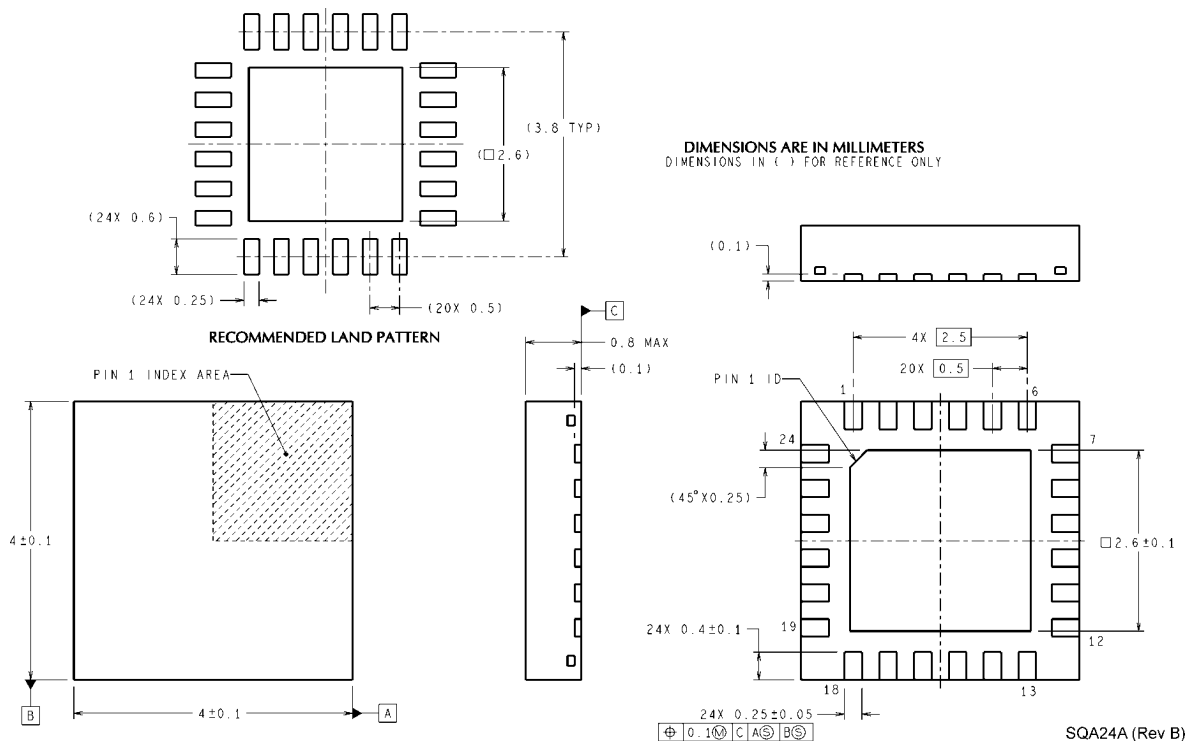 (3.8 TYP)
(□2.6)
(24X 0.6)
(24X 0.25)
(20X 0.5)
RECOMMENDED LAND PATTERN
DIMENSIONS ARE IN MILLIMETERS
DIMENSIONS IN ( ) FOR REFERENCE ONLY
(0.1)
C
0.8 MAX
(0.1)
PIN 1 INDEX AREA
4±0.1
4±0.1
B
A
4X 2.5
20X 0.5
PIN 1 ID
1
6
24
7
(45°X0.25)
□2.6±0.1
19
12
24X 0.4±0.1
18
13
24X 0.25±0.05
⌖ 0.1Ⓜ C AⓈ BⓈ
SQA24A (Rev B)